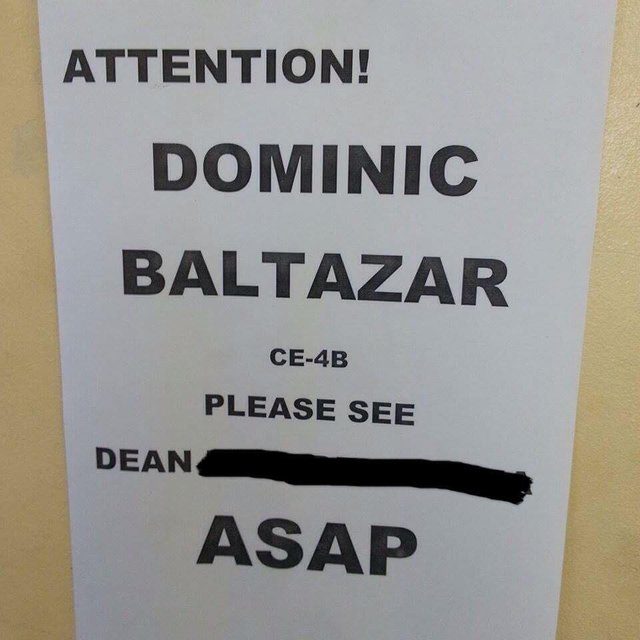 ATTENTION!
DOMINIC
BALTAZAR
CE-4B
PLEASE SEE
DEAN
ASAP